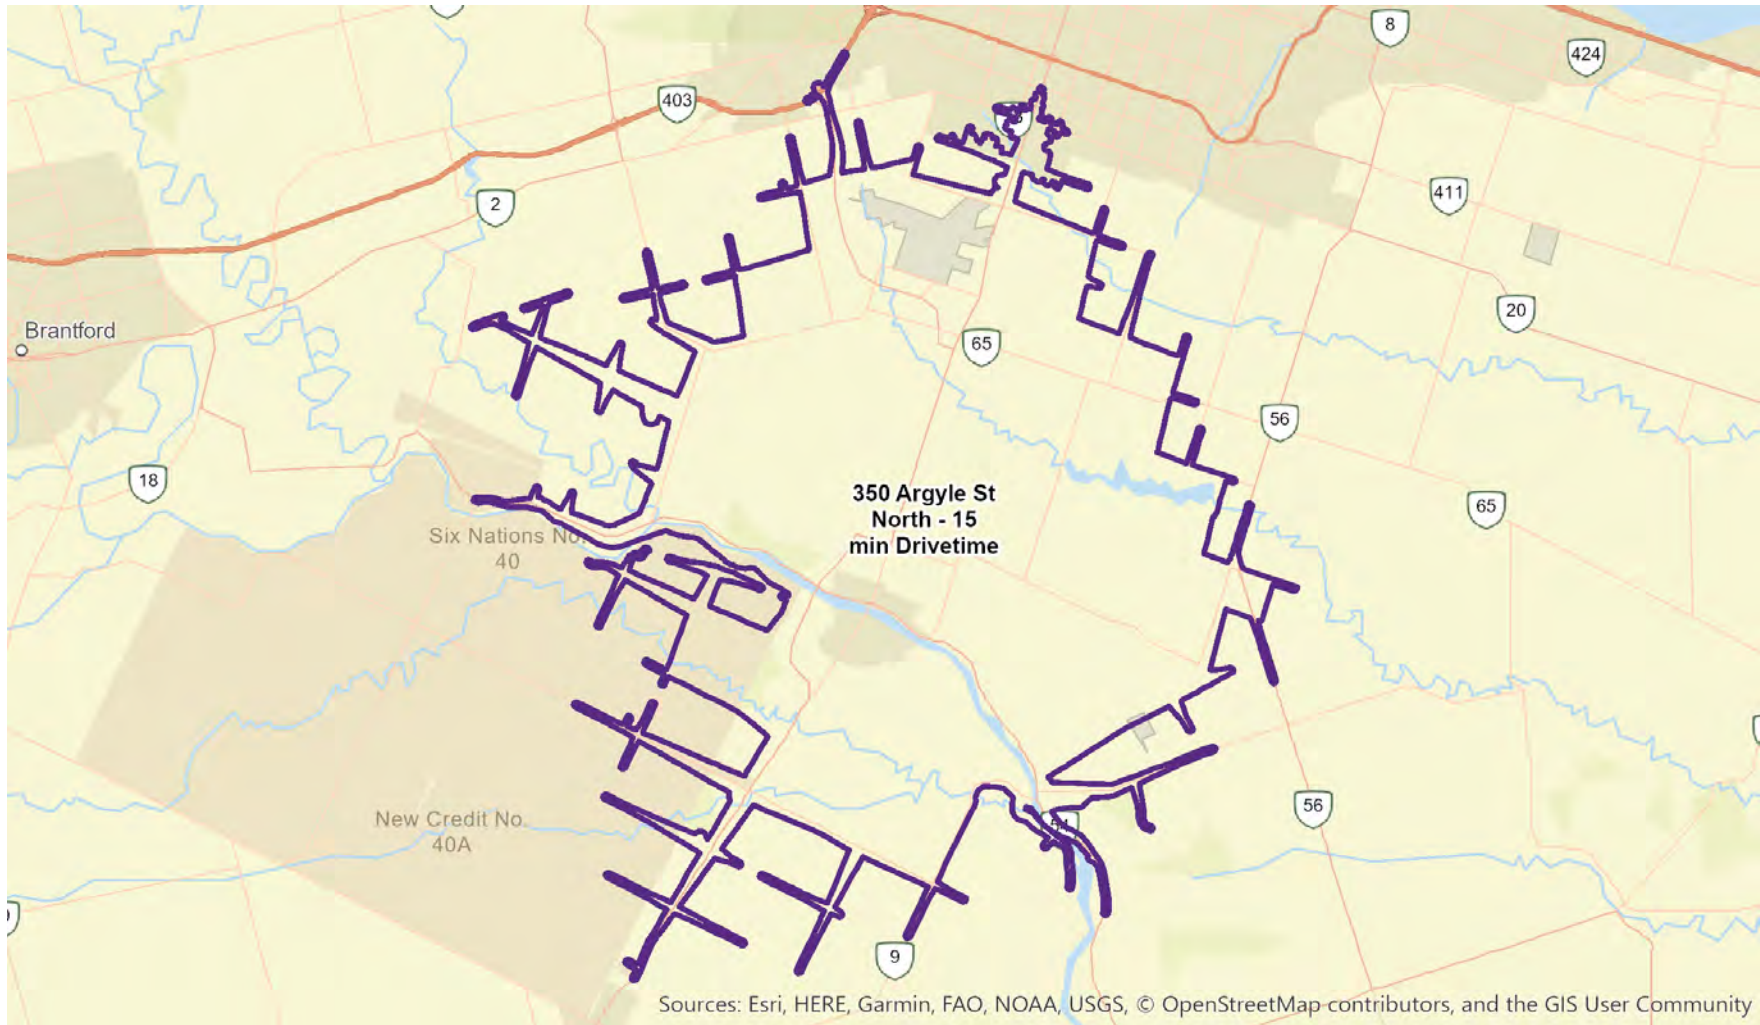 8
424
403
411
2
20
Brantford
65
56
18
350 Argyle St
North - 15
min Drivetime
65
Six Nations No.
40
56
New Credit No.
40A
54
9
Sources: Esri, HERE, Garmin, FAO, NOAA, USGS, © OpenStreetMap contributors, and the GIS User Community